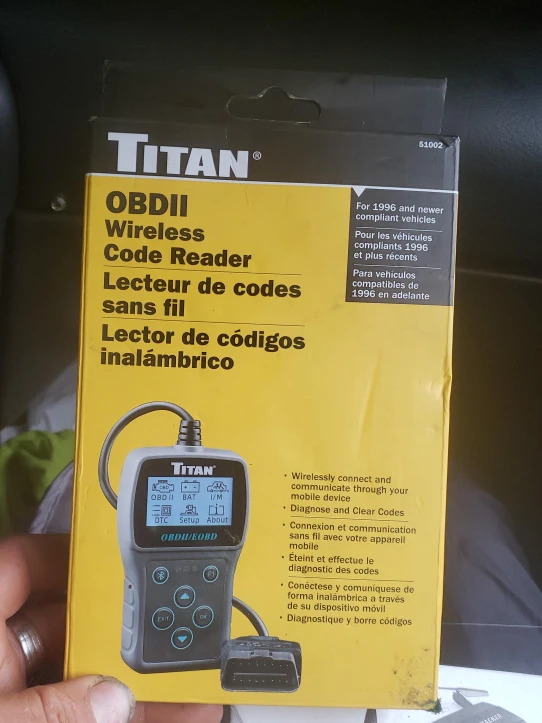 TITAN®
51002
OBDII
Wireless
Code Reader
Lecteur de codes
sans fil
Lector de códigos
inalámbrico
For 1996 and newer
compliant vehicles
Pour les véhicules
compliants 1996
et plus récents
Para vehículos
compatibles de
1996 en adelante
TITAN
OBD II BAT I/M
DTC Setup About
OBDII/EOBD
EXIT OK
• Wirelessly connect and
communicate through your
mobile device
• Diagnose and Clear Codes
• Connexion et communication
sans fil avec votre appareil
mobile
• Éteint et effectue le
diagnostic des codes
• Conéctese y comuníquese de
forma inalámbrica a través
de su dispositivo móvil
• Diagnostique y borre códigos